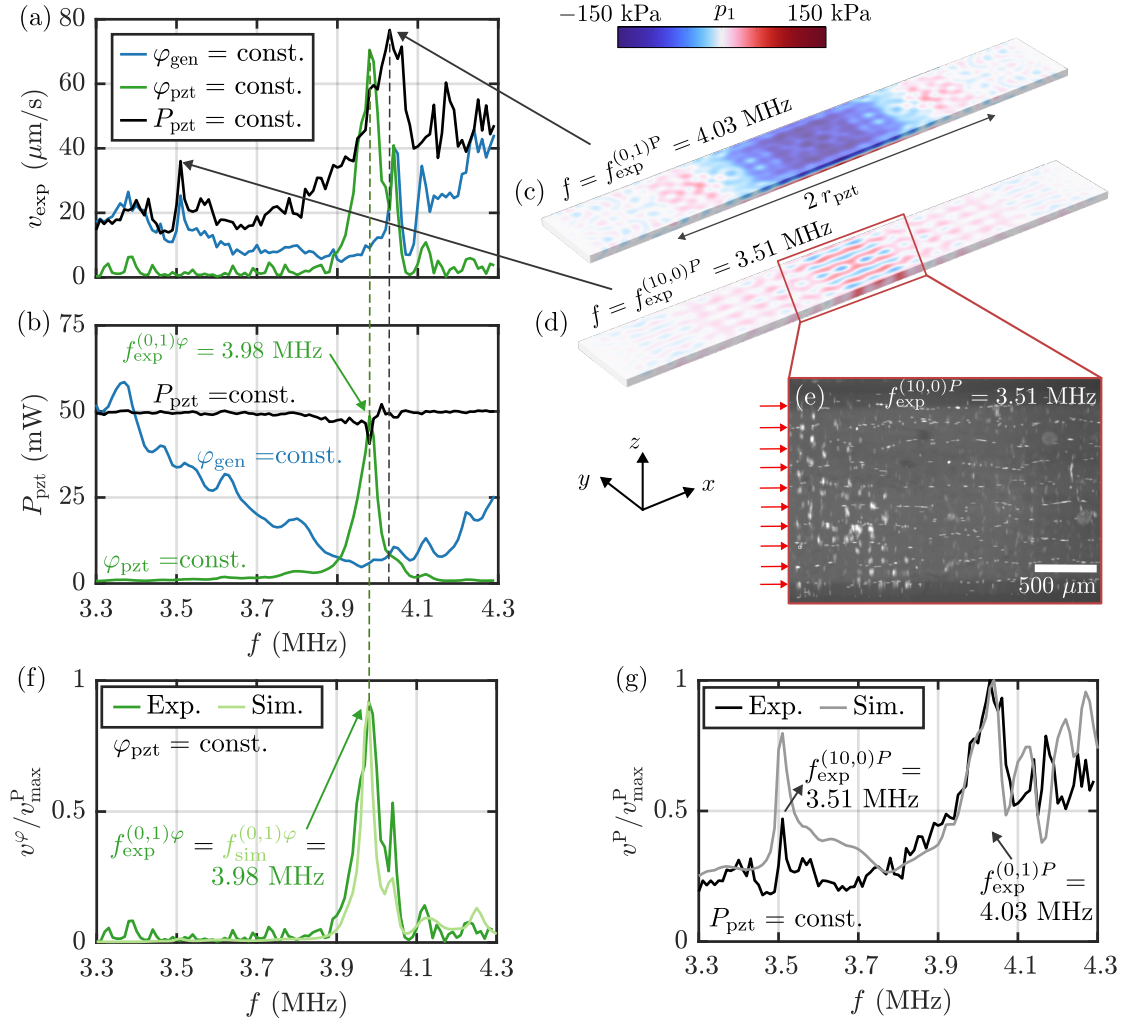 (a)
80
60
40
20
0
v_exp (μm/s)
φ_gen = const.
φ_pzt = const.
P_pzt = const.
−150 kPa p_1 150 kPa
(c)
f = f_exp^(0,1)P = 4.03 MHz
2 r_pzt
(d)
f = f_exp^(10,0)P = 3.51 MHz
(b)
75
50
25
0
P_pzt (mW)
f_exp^(0,1)φ = 3.98 MHz
P_pzt =const.
φ_gen =const.
φ_pzt =const.
3.3 3.5 3.7 3.9 4.1 4.3
f (MHz)
z
y
x
(e)
f_exp^(10,0)P = 3.51 MHz
500 μm
(f)
1
0.5
0
v^φ/v_max^P
Exp. Sim.
φ_pzt = const.
f_exp^(0,1)φ = f_sim^(0,1)φ =
3.98 MHz
3.3 3.5 3.7 3.9 4.1 4.3
f (MHz)
(g)
1
0.5
0
v^P/v_max^P
Exp. Sim.
f_exp^(10,0)P =
3.51 MHz
f_exp^(0,1)P =
4.03 MHz
P_pzt = const.
3.3 3.5 3.7 3.9 4.1 4.3
f (MHz)